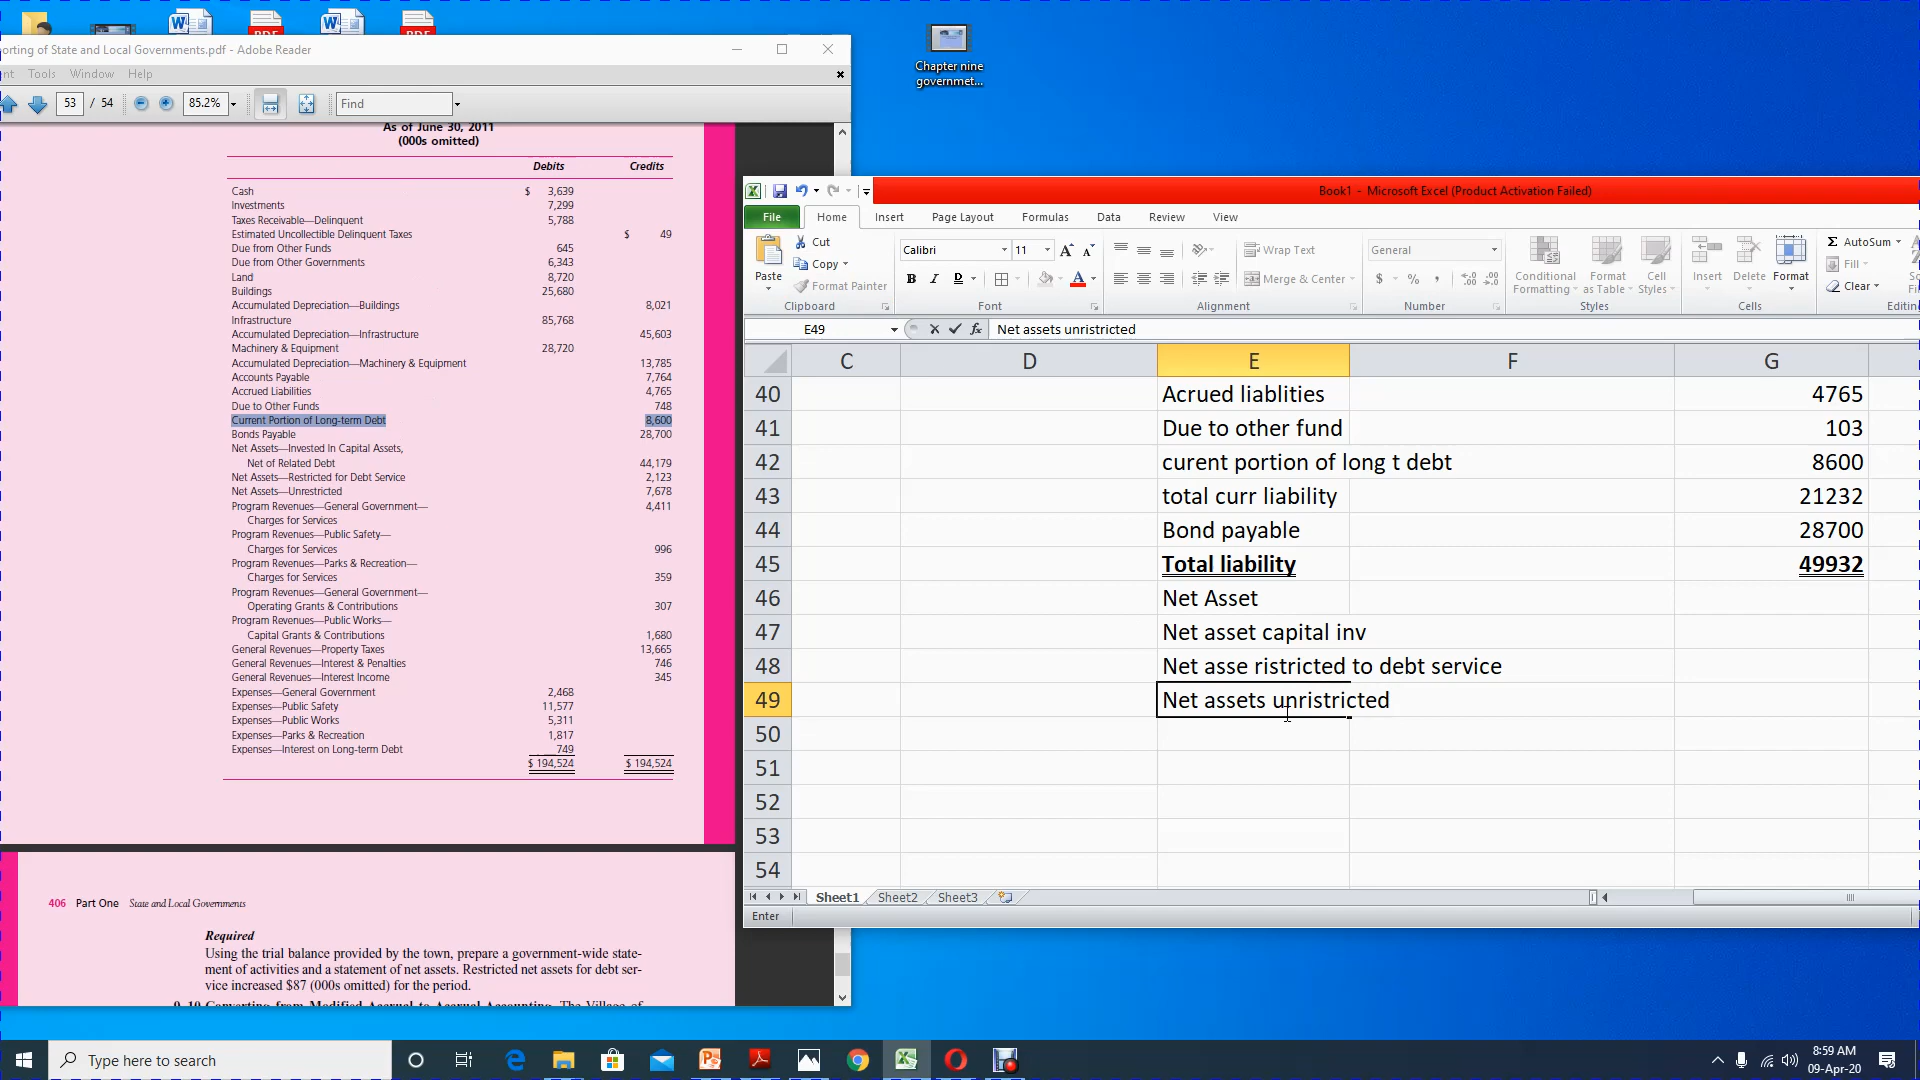 Chapter nine
governmet...
orting of State and Local Governments.pdf - Adobe Reader
nt Tools Window Help
53 / 54 85.2% Find
As of June 30, 2011
(000s omitted)
Debits Credits
Cash $ 3,639
Investments 7,299
Taxes Receivable—Delinquent 5,788
Estimated Uncollectible Delinquent Taxes $ 49
Due from Other Funds 645
Due from Other Governments 6,343
Land 8,720
Buildings 25,680
Accumulated Depreciation—Buildings 8,021
Infrastructure 85,768
Accumulated Depreciation—Infrastructure 45,603
Machinery & Equipment 28,720
Accumulated Depreciation—Machinery & Equipment 13,785
Accounts Payable 7,764
Accrued Liabilities 4,765
Due to Other Funds 748
Current Portion of Long-term Debt 8,600
Bonds Payable 28,700
Net Assets—Invested In Capital Assets,
Net of Related Debt 44,179
Net Assets—Restricted for Debt Service 2,123
Net Assets—Unrestricted 7,678
Program Revenues—General Government— 4,411
Charges for Services
Program Revenues—Public Safety—
Charges for Services 996
Program Revenues—Parks & Recreation—
Charges for Services 359
Program Revenues—General Government—
Operating Grants & Contributions 307
Program Revenues—Public Works—
Capital Grants & Contributions 1,680
General Revenues—Property Taxes 13,665
General Revenues—Interest & Penalties 746
General Revenues—Interest Income 345
Expenses—General Government 2,468
Expenses—Public Safety 11,577
Expenses—Public Works 5,311
Expenses—Parks & Recreation 1,817
Expenses—Interest on Long-term Debt 749
$ 194,524 $ 194,524
406 Part One State and Local Governments
Required
Using the trial balance provided by the town, prepare a government-wide state-
ment of activities and a statement of net assets. Restricted net assets for debt ser-
vice increased $87 (000s omitted) for the period.
9–10 Converting from Modified Accrual to Accrual Accounting. The Village of
Book1 - Microsoft Excel (Product Activation Failed)
File Home Insert Page Layout Formulas Data Review View
Paste Cut Copy Format Painter
Calibri 11
B I D A
Wrap Text
Merge & Center
General
$ %
Conditional Formatting Format as Table Cell Styles
Insert Delete Format
Σ AutoSum
Fill
Clear
Clipboard Font Alignment Number Styles Cells Editin
E49 fx Net assets unristricted
C D E F G
40 Acrued liablities 4765
41 Due to other fund 103
42 curent portion of long t debt 8600
43 total curr liability 21232
44 Bond payable 28700
45 Total liability 49932
46 Net Asset
47 Net asset capital inv
48 Net asse ristricted to debt service
49 Net assets unristricted
50
51
52
53
54
Sheet1 Sheet2 Sheet3
Enter
Type here to search
8:59 AM
09-Apr-20